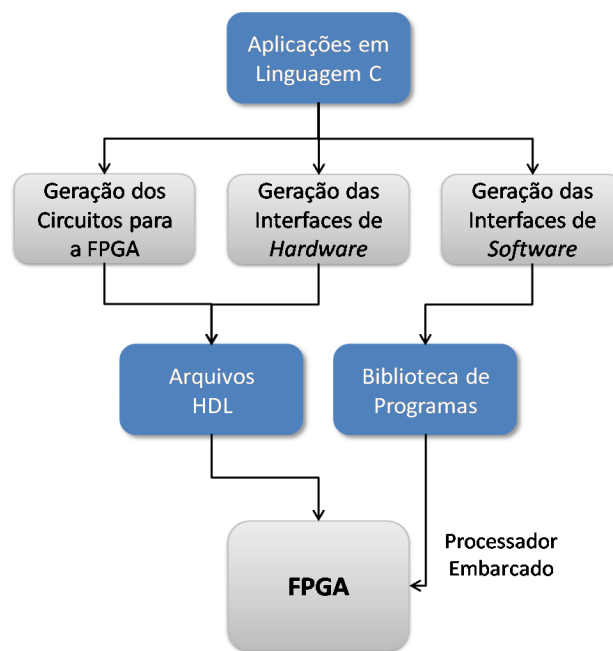 Aplicações em
Linguagem C
Geração dos
Circuitos para
a FPGA
Geração das
Interfaces de
Hardware
Geração das
Interfaces de
Software
Arquivos
HDL
Biblioteca de
Programas
FPGA
Processador
Embarcado